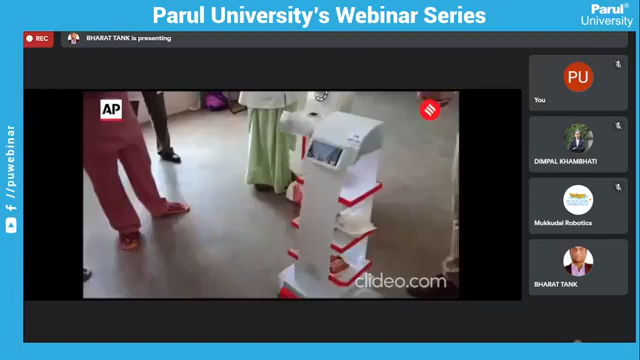 Parul University's Webinar Series
Parul®
University
REC
BHARAT TANK is presenting
AP
PU
You
DIMPAL KHAMBHATI
Mukkudal Robotics
BHARAT TANK
f //puwebinar
clideo.com